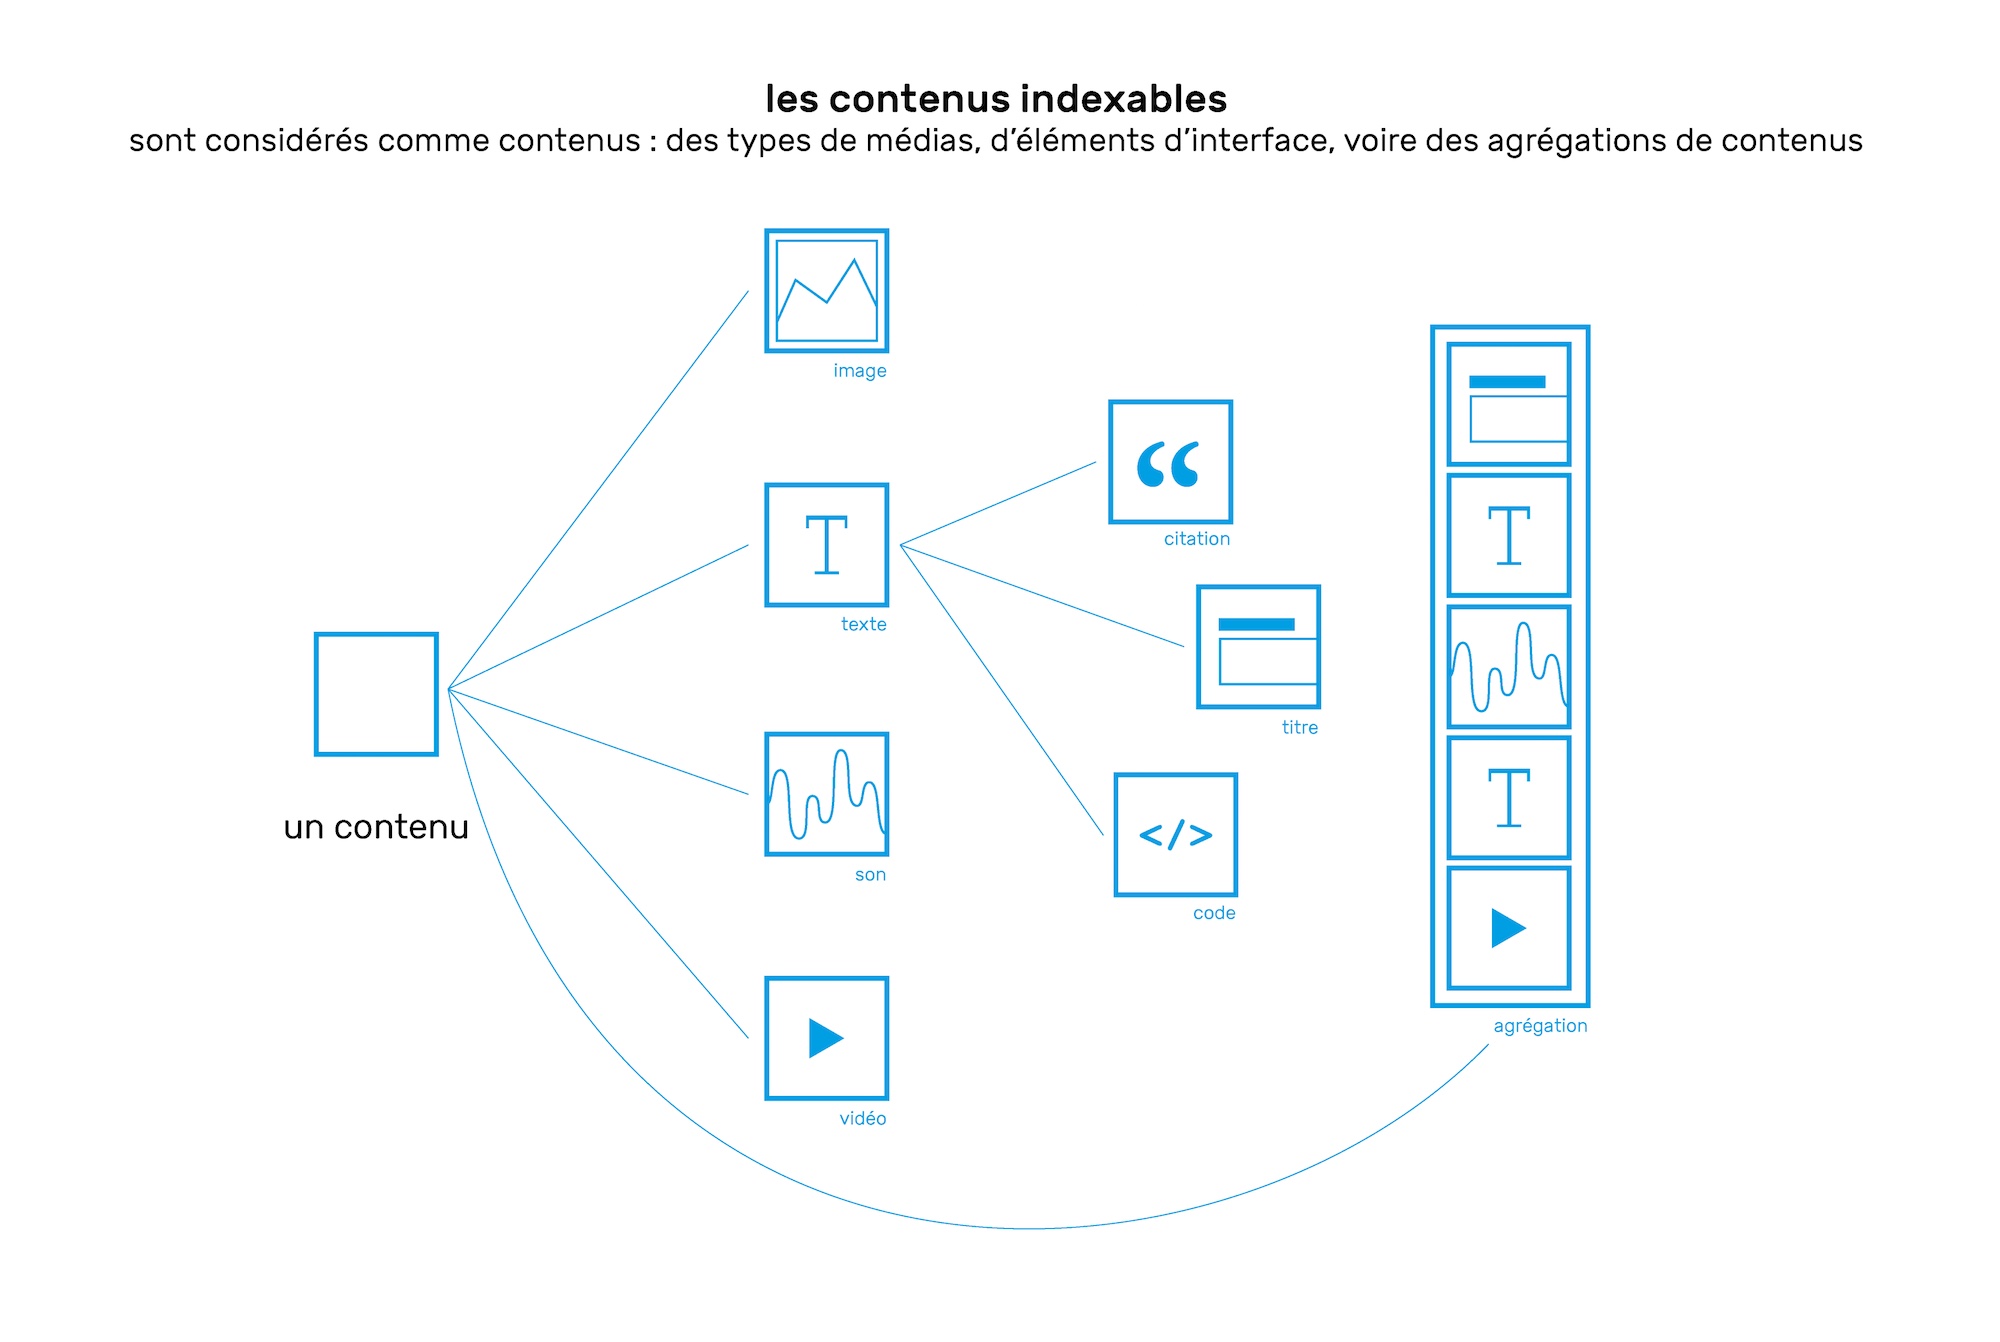 les contenus indexables
sont considérés comme contenus : des types de médias, d’éléments d’interface, voire des agrégations de contenus
image
T
texte
son
vidéo
un contenu
“
citation
titre
</>
code
T
T
agrégation